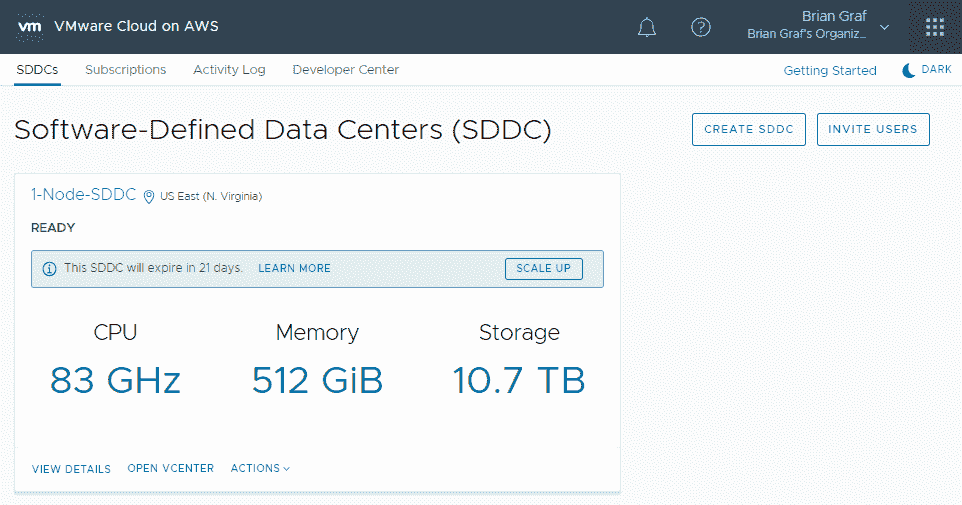 vm VMware Cloud on AWS
Brian Graf
Brian Graf's Organiz...
SDDCs Subscriptions Activity Log Developer Center Getting Started DARK
Software-Defined Data Centers (SDDC) CREATE SDDC INVITE USERS
1-Node-SDDC US East (N. Virginia)
READY
This SDDC will expire in 21 days. LEARN MORE SCALE UP
CPU Memory Storage
83 GHz 512 GiB 10.7 TB
VIEW DETAILS OPEN VCENTER ACTIONS